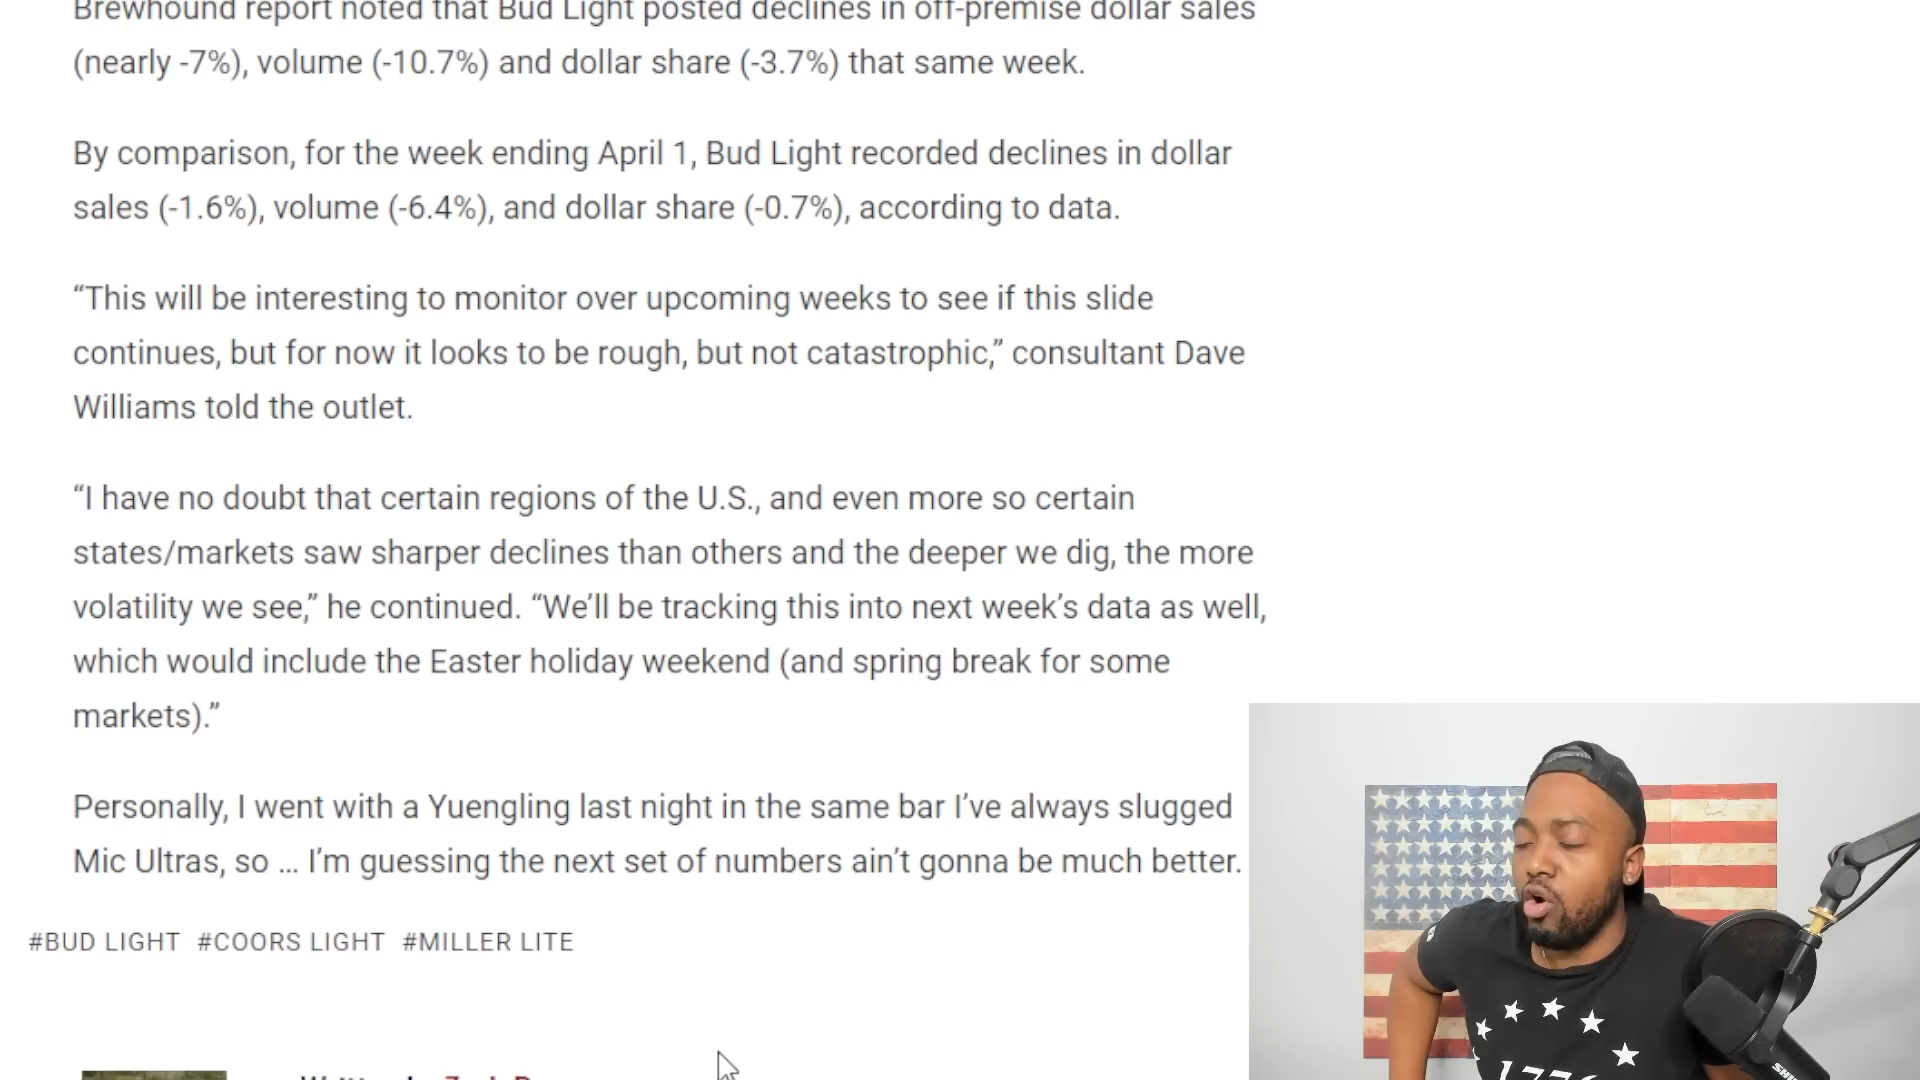 Brewhound report noted that Bud Light posted declines in off-premise dollar sales
(nearly -7%), volume (-10.7%) and dollar share (-3.7%) that same week.
By comparison, for the week ending April 1, Bud Light recorded declines in dollar
sales (-1.6%), volume (-6.4%), and dollar share (-0.7%), according to data.
“This will be interesting to monitor over upcoming weeks to see if this slide
continues, but for now it looks to be rough, but not catastrophic,” consultant Dave
Williams told the outlet.
“I have no doubt that certain regions of the U.S., and even more so certain
states/markets saw sharper declines than others and the deeper we dig, the more
volatility we see,” he continued. “We’ll be tracking this into next week’s data as well,
which would include the Easter holiday weekend (and spring break for some
markets).”
Personally, I went with a Yuengling last night in the same bar I’ve always slugged
Mic Ultras, so ... I’m guessing the next set of numbers ain’t gonna be much better.
#BUD LIGHT #COORS LIGHT #MILLER LITE
1776